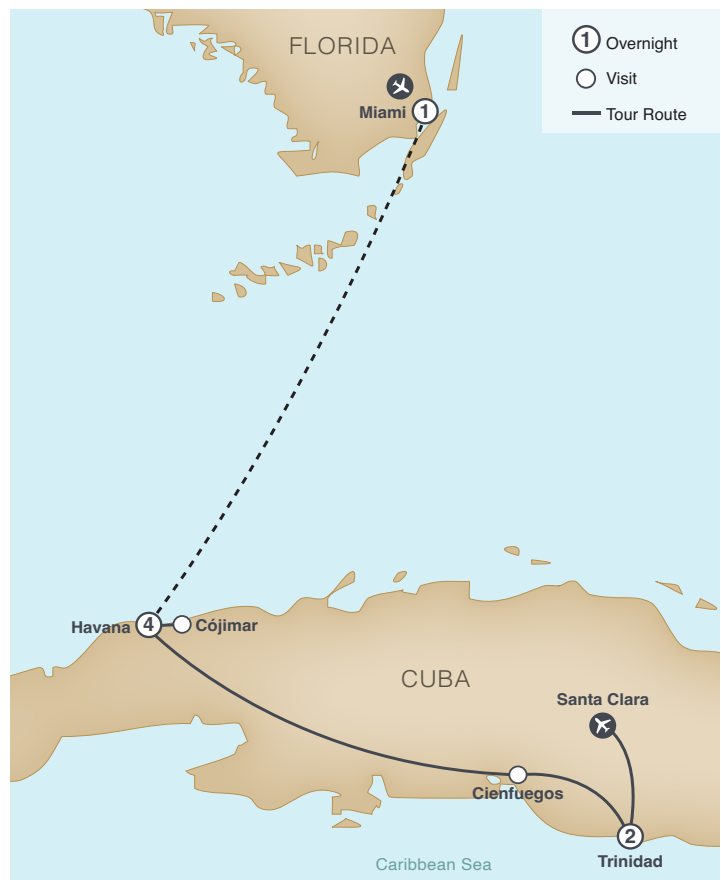 FLORIDA
1 Overnight
Visit
Tour Route
Miami 1
Havana 4 Cójimar
CUBA
Santa Clara
Cienfuegos
2
Trinidad
Caribbean Sea